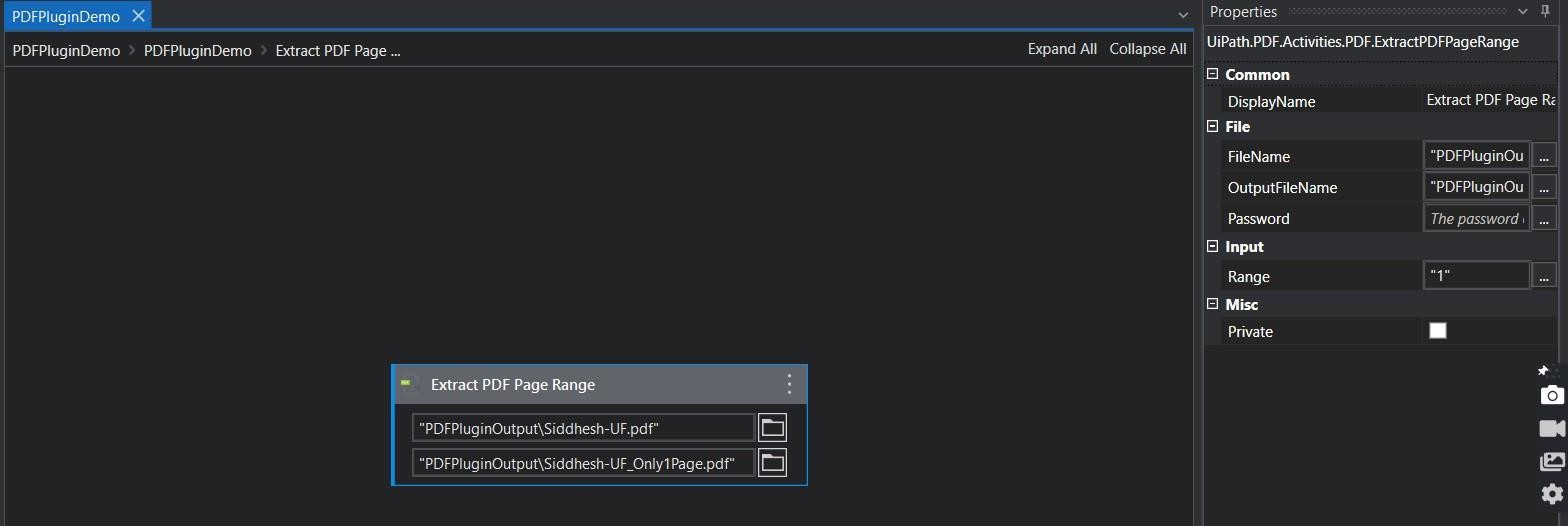 PDFPluginDemo
PDFPluginDemo > PDFPluginDemo > Extract PDF Page ...
Expand All Collapse All
Extract PDF Page Range
"PDFPluginOutput\Siddhesh-UF.pdf"
"PDFPluginOutput\Siddhesh-UF_Only1Page.pdf"
Properties
UiPath.PDF.Activities.PDF.ExtractPDFPageRange
Common
DisplayName Extract PDF Page Ra
File
FileName "PDFPluginOu ...
OutputFileName "PDFPluginOu ...
Password The password ...
Input
Range "1" ...
Misc
Private